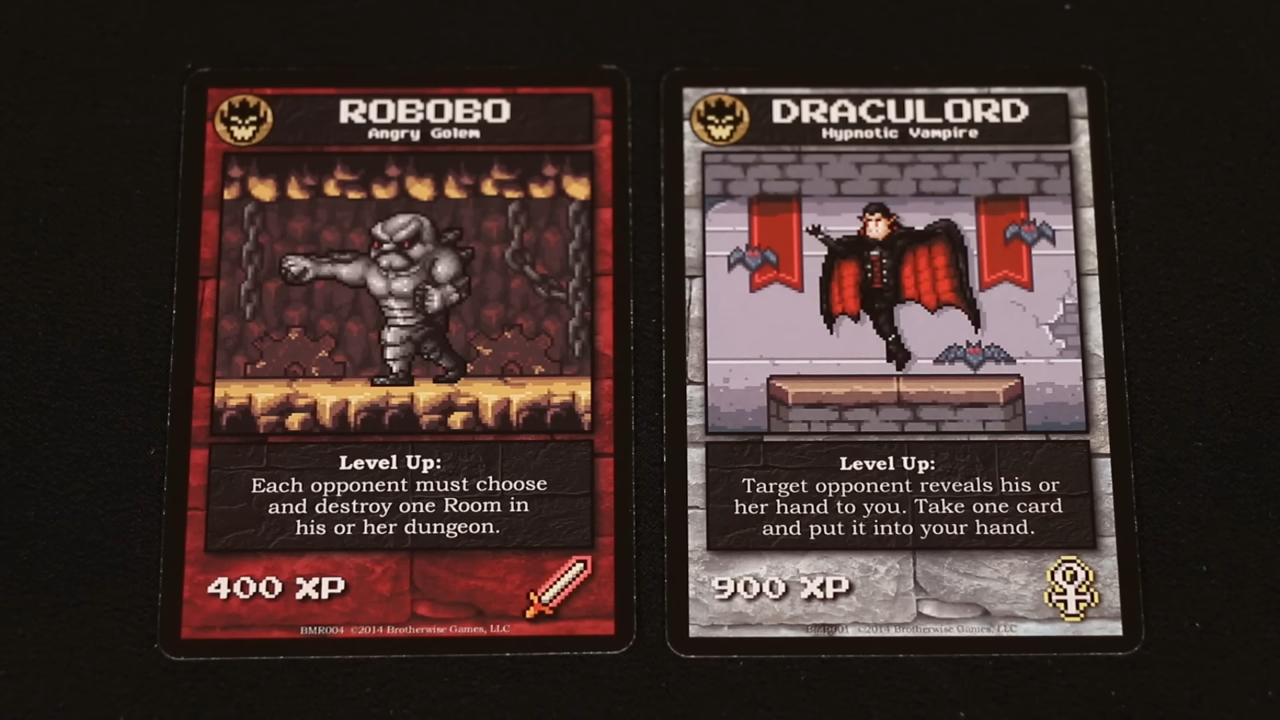 ROBOBO
Angry Golem
Level Up:
Each opponent must choose
and destroy one Room in
his or her dungeon.
400 XP
BMR004 ©2014 Brotherwise Games, LLC
DRACULORD
Hypnotic Vampire
Level Up:
Target opponent reveals his or
her hand to you. Take one card
and put it into your hand.
900 XP
©2014 Brotherwise Games, LLC